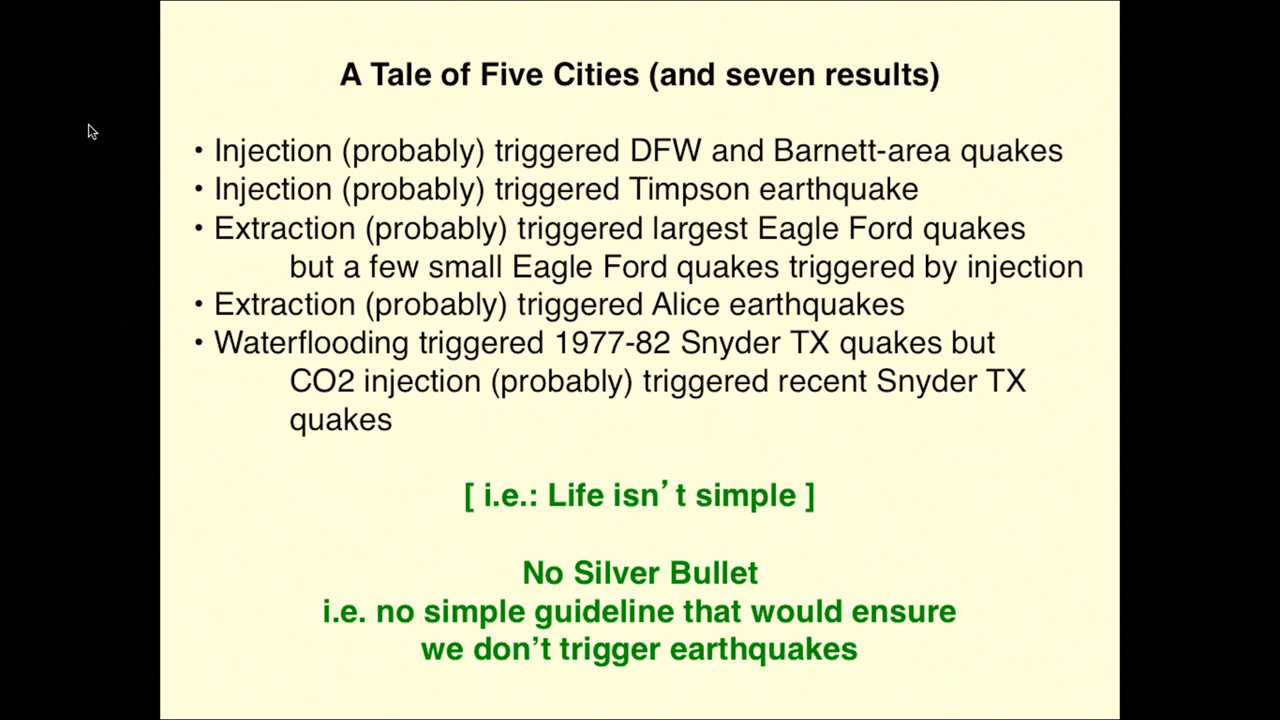 A Tale of Five Cities (and seven results)
• Injection (probably) triggered DFW and Barnett-area quakes
• Injection (probably) triggered Timpson earthquake
• Extraction (probably) triggered largest Eagle Ford quakes
but a few small Eagle Ford quakes triggered by injection
• Extraction (probably) triggered Alice earthquakes
• Waterflooding triggered 1977-82 Snyder TX quakes but
CO2 injection (probably) triggered recent Snyder TX
quakes
[ i.e.: Life isn’t simple ]
No Silver Bullet
i.e. no simple guideline that would ensure
we don’t trigger earthquakes